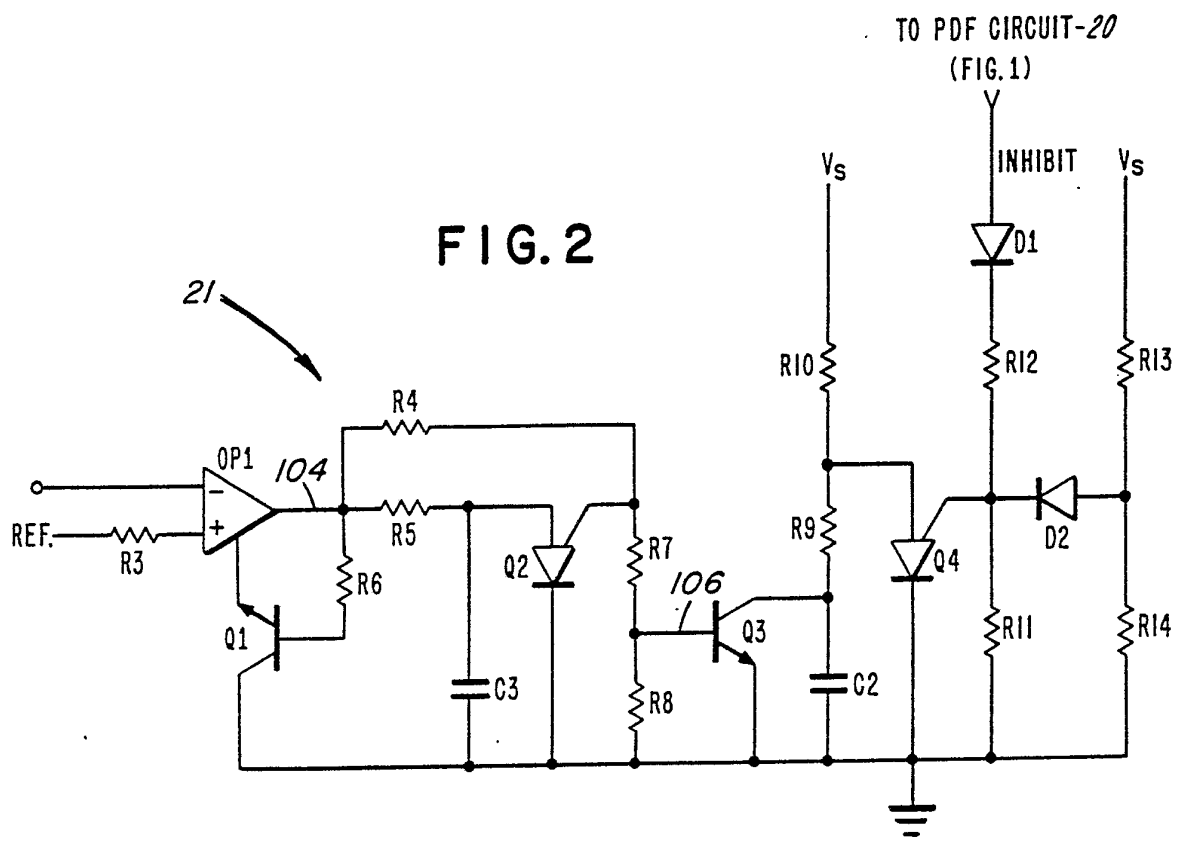 TO PDF CIRCUIT-20
(FIG. 1)
INHIBIT
Vs
Vs
FIG. 2
D1
21
R10
R12
R13
R4
OP1
104
−
+
REF.
R3
R5
R6
Q1
C3
Q2
R7
R8
106
Q3
R9
C2
Q4
D2
R11
R14